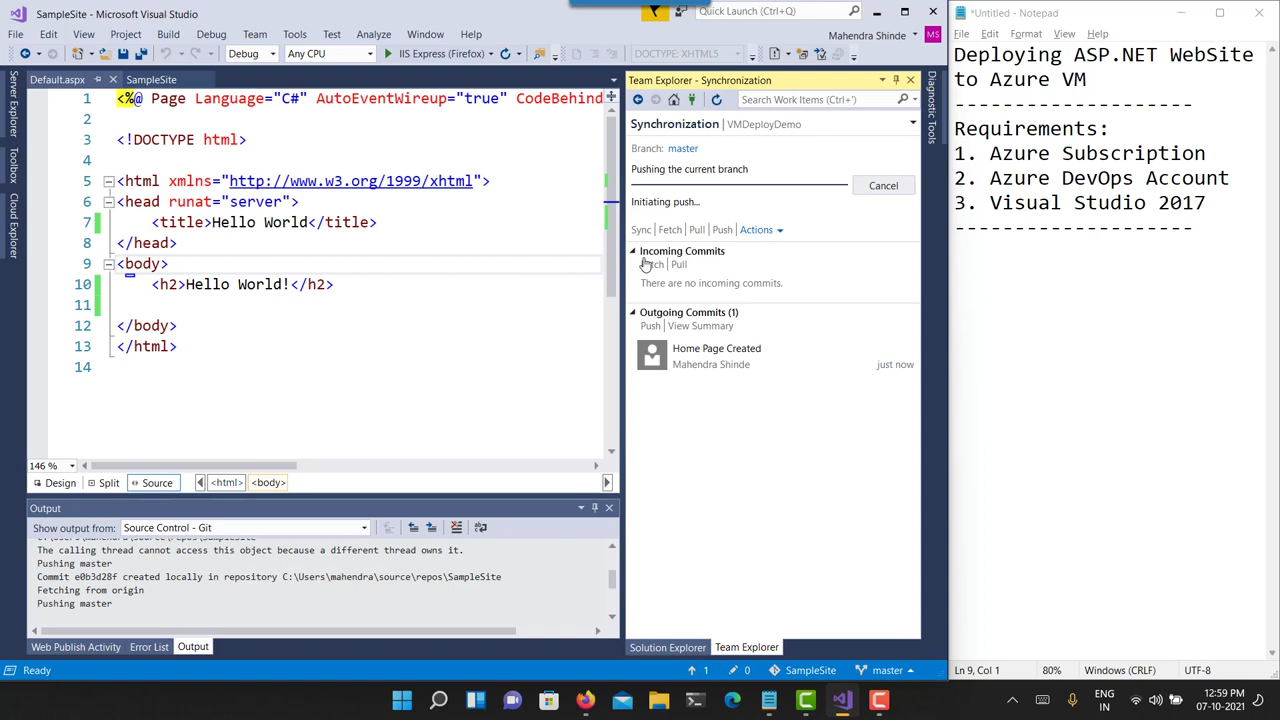 SampleSite - Microsoft Visual Studio
Quick Launch (Ctrl+Q)
File Edit View Project Build Debug Team Tools Test Analyze Window Help
Mahendra Shinde MS
Debug Any CPU IIS Express (Firefox) DOCTYPE: XHTML5
Server Explorer
Toolbox
Cloud Explorer
Default.aspx SampleSite
1 <%@ Page Language="C#" AutoEventWireup="true" CodeBehind
2
3 <!DOCTYPE html>
4
5 <html xmlns="http://www.w3.org/1999/xhtml">
6 <head runat="server">
7 <title>Hello World</title>
8 </head>
9 <body>
10 <h2>Hello World!</h2>
11
12 </body>
13 </html>
14
146 %
Design Split Source <html> <body>
Output
Show output from: Source Control - Git
The calling thread cannot access this object because a different thread owns it.
Pushing master
Commit e0b3d28f created locally in repository C:\Users\mahendra\source\repos\SampleSite
Fetching from origin
Pushing master
Web Publish Activity Error List Output
Team Explorer - Synchronization
Search Work Items (Ctrl+')
Synchronization | VMDeployDemo
Branch: master
Pushing the current branch
Cancel
Initiating push...
Sync | Fetch | Pull | Push | Actions
Incoming Commits
| Pull
There are no incoming commits.
Outgoing Commits (1)
Push | View Summary
Home Page Created
Mahendra Shinde just now
Solution Explorer Team Explorer
Diagnostic Tools
Ready 1 0 SampleSite master
*Untitled - Notepad
File Edit Format View Help
Deploying ASP.NET WebSite
to Azure VM
--------------------
Requirements:
1. Azure Subscription
2. Azure DevOps Account
3. Visual Studio 2017
--------------------
Ln 9, Col 1 80% Windows (CRLF) UTF-8
ENG
IN
12:59 PM
07-10-2021